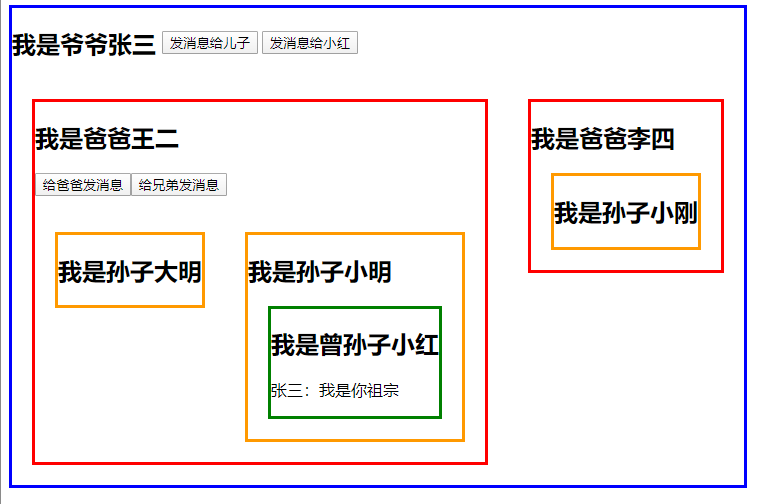 我是爷爷张三 发消息给儿子 发消息给小红
我是爸爸王二
给爸爸发消息 给兄弟发消息
我是孙子大明
我是孙子小明
我是曾孙子小红
张三：我是你祖宗
我是爸爸李四
我是孙子小刚